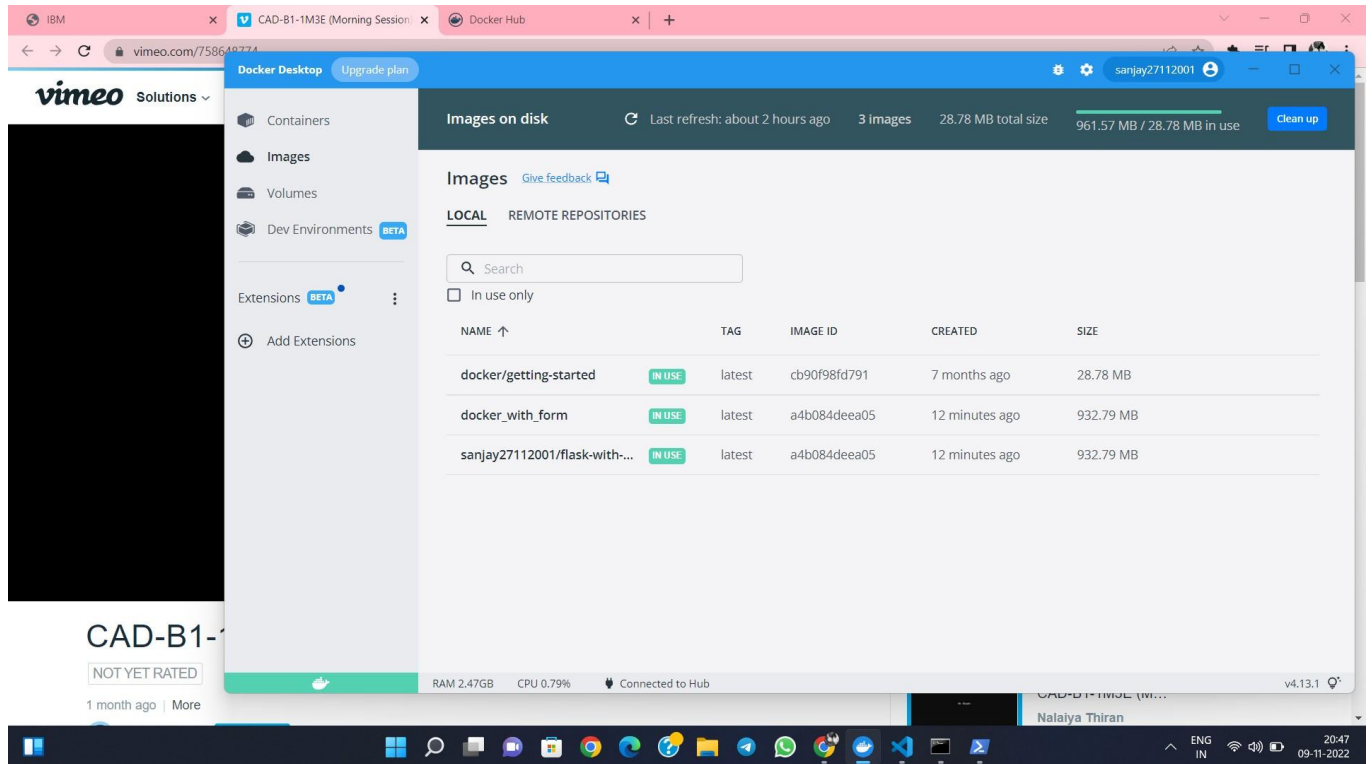 IBM
CAD-B1-1M3E (Morning Session)
Docker Hub
vimeo.com/758648774
vimeo Solutions
Docker Desktop Upgrade plan
sanjay27112001
Containers
Images
Volumes
Dev Environments BETA
Extensions BETA
Add Extensions
Images on disk
Last refresh: about 2 hours ago
3 images
28.78 MB total size
961.57 MB / 28.78 MB in use
Clean up
Images Give feedback
LOCAL REMOTE REPOSITORIES
Search
In use only
NAME TAG IMAGE ID CREATED SIZE
docker/getting-started IN USE latest cb90f98fd791 7 months ago 28.78 MB
docker_with_form IN USE latest a4b084deea05 12 minutes ago 932.79 MB
sanjay27112001/flask-with-... IN USE latest a4b084deea05 12 minutes ago 932.79 MB
CAD-B1-1
NOT YET RATED
1 month ago More
RAM 2.47GB CPU 0.79% Connected to Hub
v4.13.1
CAD-B1-1M3E (M...
Nalaiya Thiran
ENG
IN
20:47
09-11-2022